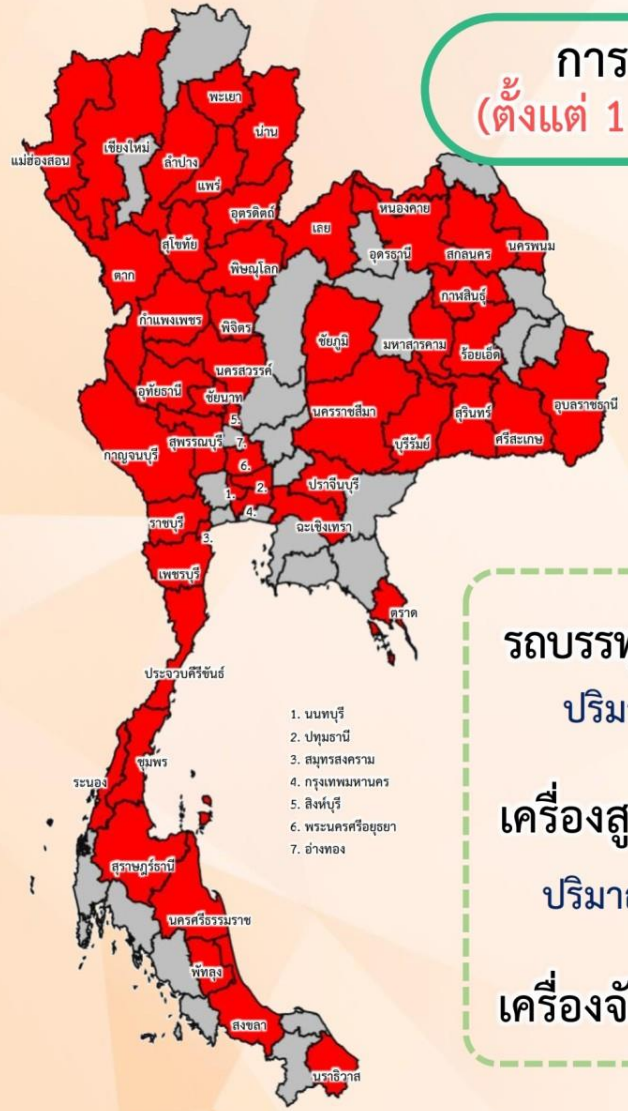 การ
(ตั้งแต่ 1
พะเยา
น่าน
เชียงใหม่
แม่ฮ่องสอน
ลำปาง
แพร่
อุตรดิตถ์
เลย
หนองคาย
สุโขทัย
อุดรธานี
สกลนคร
นครพนม
ตาก
พิษณุโลก
กาฬสินธุ์
กำแพงเพชร
พิจิตร
ชัยภูมิ
มหาสารคาม
ร้อยเอ็ด
นครสวรรค์
อุทัยธานี
ชัยนาท
นครราชสีมา
สุรินทร์
อุบลราชธานี
5.
สุพรรณบุรี
7.
บุรีรัมย์
ศรีสะเกษ
กาญจนบุรี
6.
ปราจีนบุรี
1.
2.
4.
ราชบุรี
ฉะเชิงเทรา
3.
เพชรบุรี
ตราด
ประจวบคีรีขันธ์
ชุมพร
ระนอง
สุราษฎร์ธานี
นครศรีธรรมราช
พัทลุง
สงขลา
นราธิวาส
1. นนทบุรี
2. ปทุมธานี
3. สมุทรสงคราม
4. กรุงเทพมหานคร
5. สิงห์บุรี
6. พระนครศรีอยุธยา
7. อ่างทอง
รถบรรท
ปริม
เครื่องสู
ปริมา
เครื่องจั